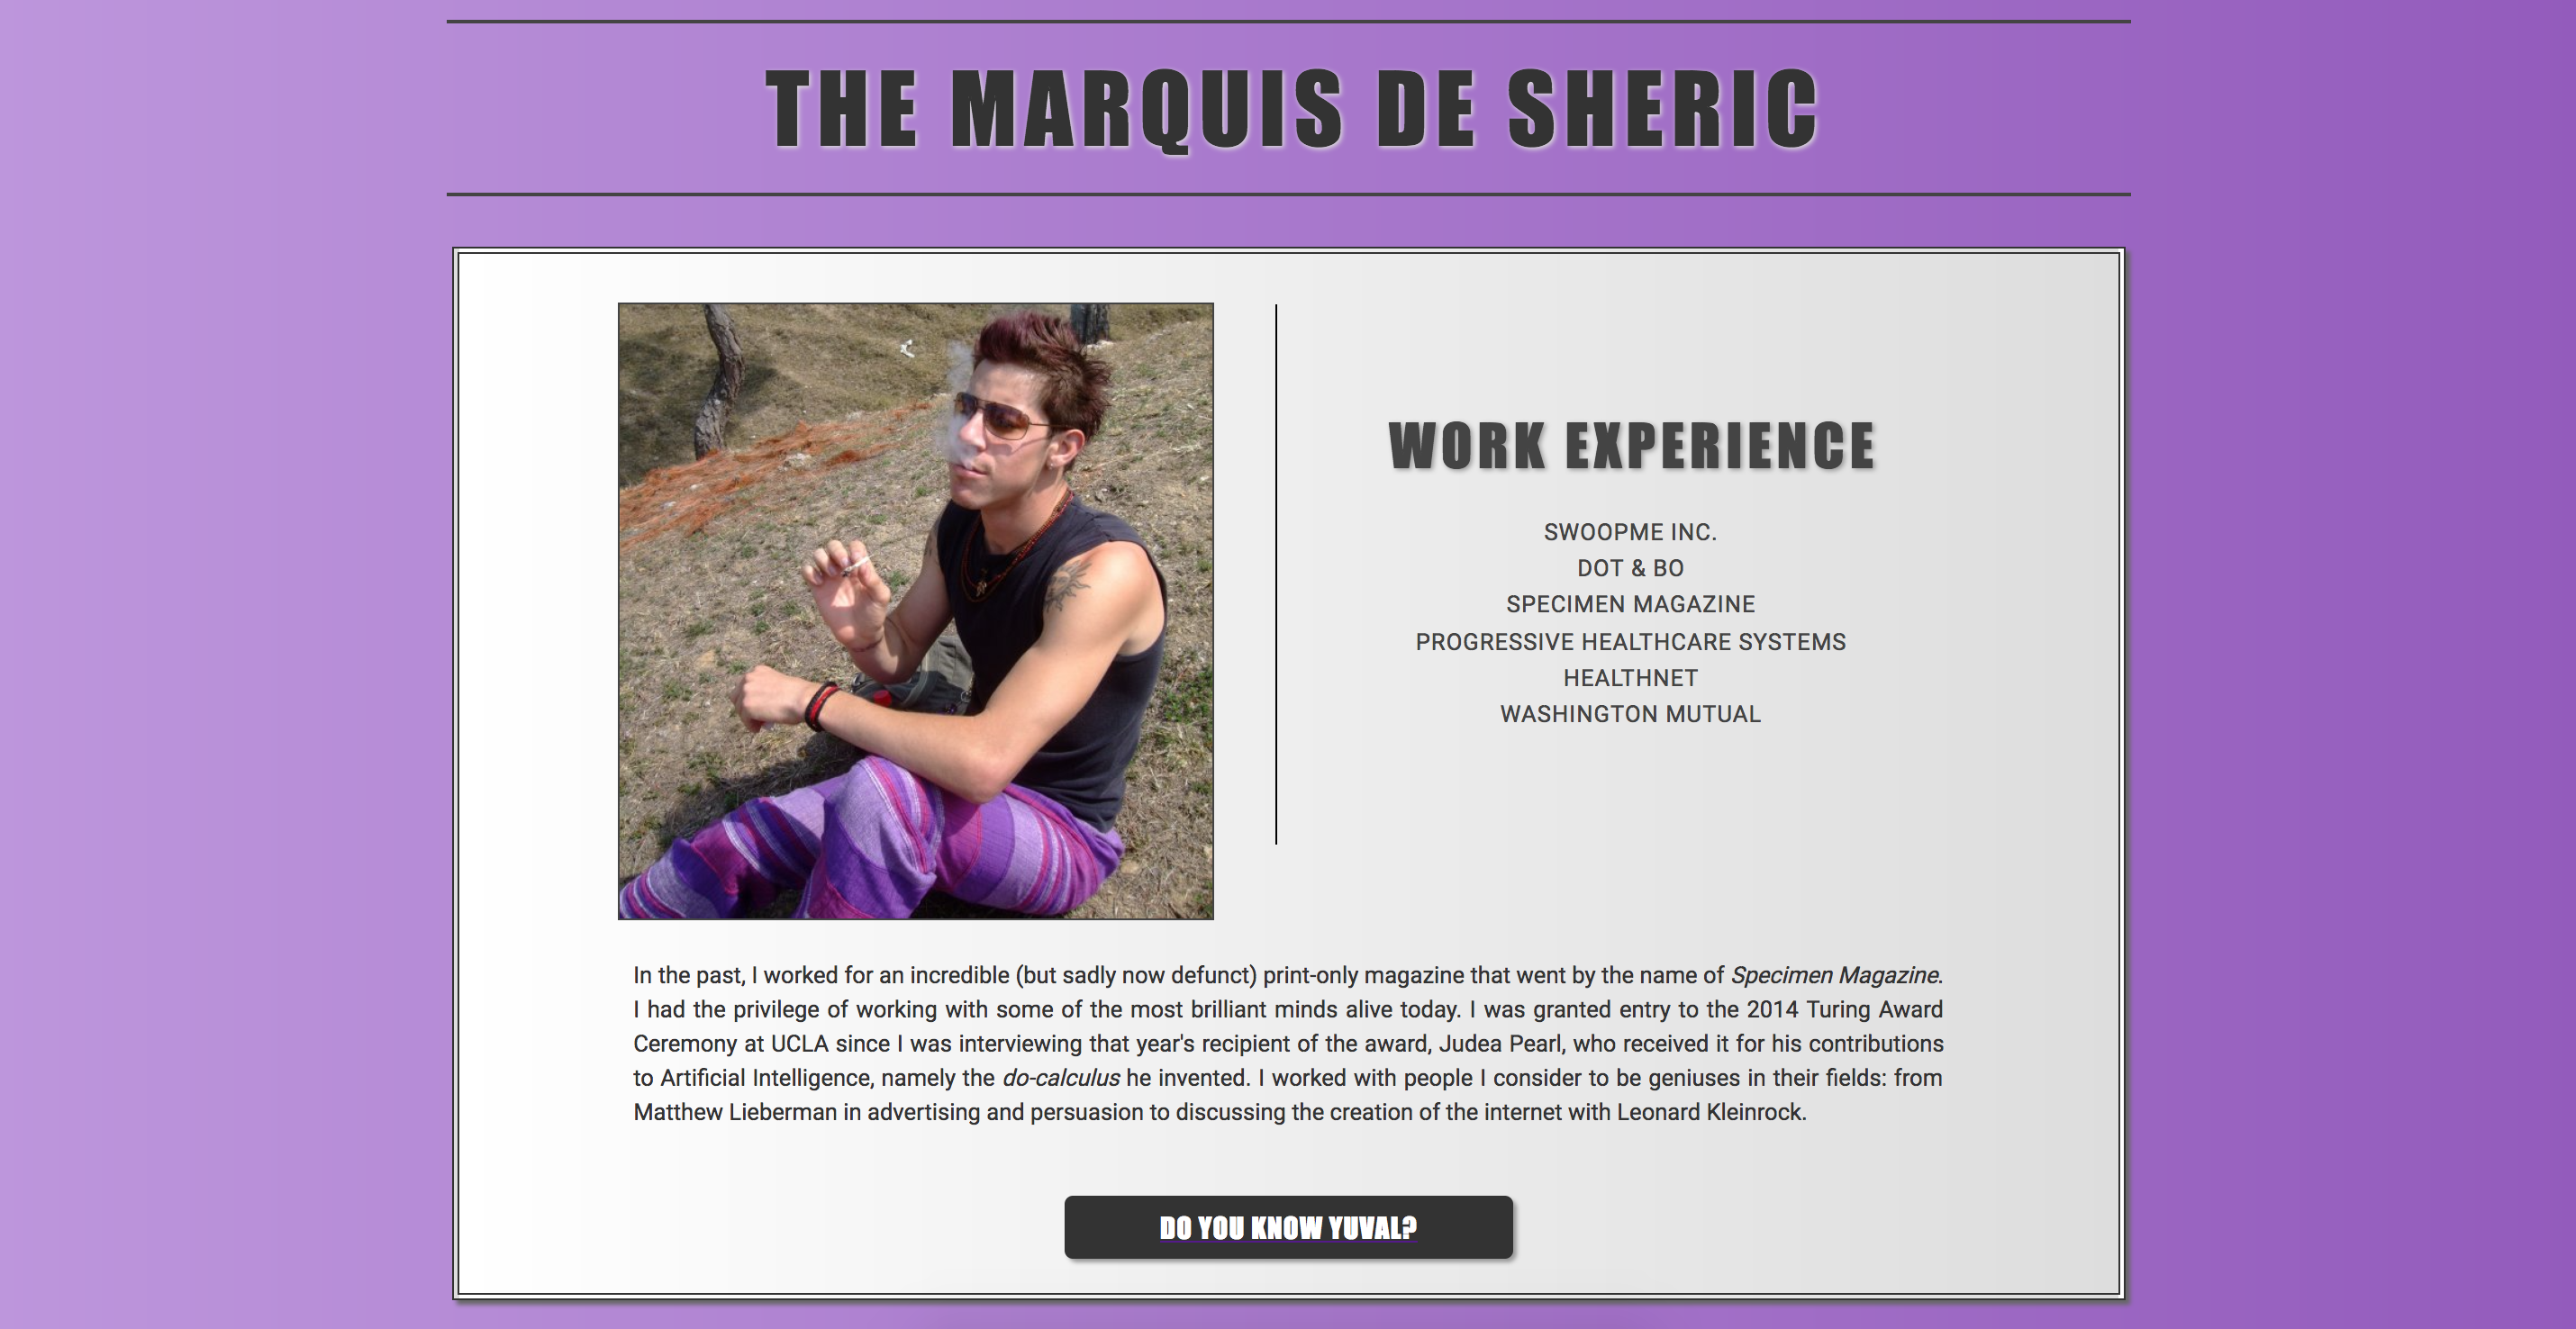 THE MARQUIS DE SHERIC
WORK EXPERIENCE
SWOOPME INC.
DOT & BO
SPECIMEN MAGAZINE
PROGRESSIVE HEALTHCARE SYSTEMS
HEALTHNET
WASHINGTON MUTUAL
In the past, I worked for an incredible (but sadly now defunct) print-only magazine that went by the name of Specimen Magazine.
I had the privilege of working with some of the most brilliant minds alive today. I was granted entry to the 2014 Turing Award
Ceremony at UCLA since I was interviewing that year's recipient of the award, Judea Pearl, who received it for his contributions
to Artificial Intelligence, namely the do-calculus he invented. I worked with people I consider to be geniuses in their fields: from
Matthew Lieberman in advertising and persuasion to discussing the creation of the internet with Leonard Kleinrock.
DO YOU KNOW YUVAL?